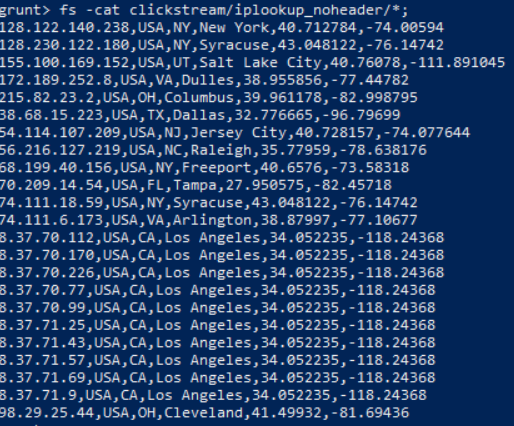 grunt> fs -cat clickstream/iplookup_noheader/*;
128.122.140.238,USA,NY,New York,40.712784,-74.00594
128.230.122.180,USA,NY,Syracuse,43.048122,-76.14742
155.100.169.152,USA,UT,Salt Lake City,40.76078,-111.891045
172.189.252.8,USA,VA,Dulles,38.955856,-77.44782
215.82.23.2,USA,OH,Columbus,39.961178,-82.998795
38.68.15.223,USA,TX,Dallas,32.776665,-96.79699
54.114.107.209,USA,NJ,Jersey City,40.728157,-74.077644
56.216.127.219,USA,NC,Raleigh,35.77959,-78.638176
68.199.40.156,USA,NY,Freeport,40.6576,-73.58318
70.209.14.54,USA,FL,Tampa,27.950575,-82.45718
74.111.18.59,USA,NY,Syracuse,43.048122,-76.14742
74.111.6.173,USA,VA,Arlington,38.87997,-77.10677
8.37.70.112,USA,CA,Los Angeles,34.052235,-118.24368
8.37.70.170,USA,CA,Los Angeles,34.052235,-118.24368
8.37.70.226,USA,CA,Los Angeles,34.052235,-118.24368
8.37.70.77,USA,CA,Los Angeles,34.052235,-118.24368
8.37.70.99,USA,CA,Los Angeles,34.052235,-118.24368
8.37.71.25,USA,CA,Los Angeles,34.052235,-118.24368
8.37.71.43,USA,CA,Los Angeles,34.052235,-118.24368
8.37.71.57,USA,CA,Los Angeles,34.052235,-118.24368
8.37.71.69,USA,CA,Los Angeles,34.052235,-118.24368
8.37.71.9,USA,CA,Los Angeles,34.052235,-118.24368
98.29.25.44,USA,OH,Cleveland,41.49932,-81.69436